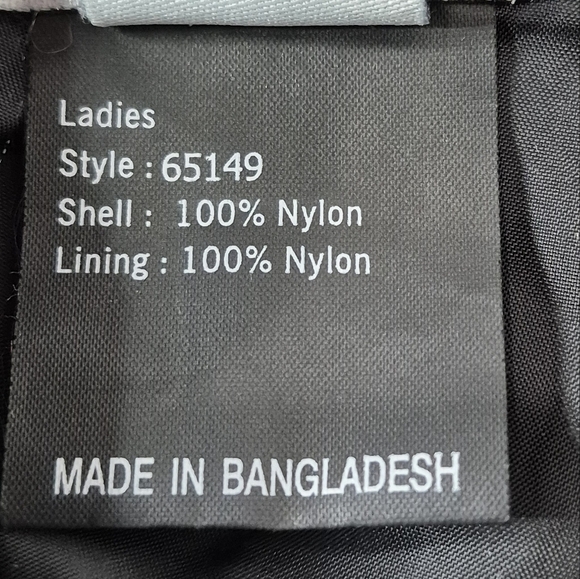 Ladies
Style : 65149
Shell : 100% Nylon
Lining : 100% Nylon
MADE IN BANGLADESH